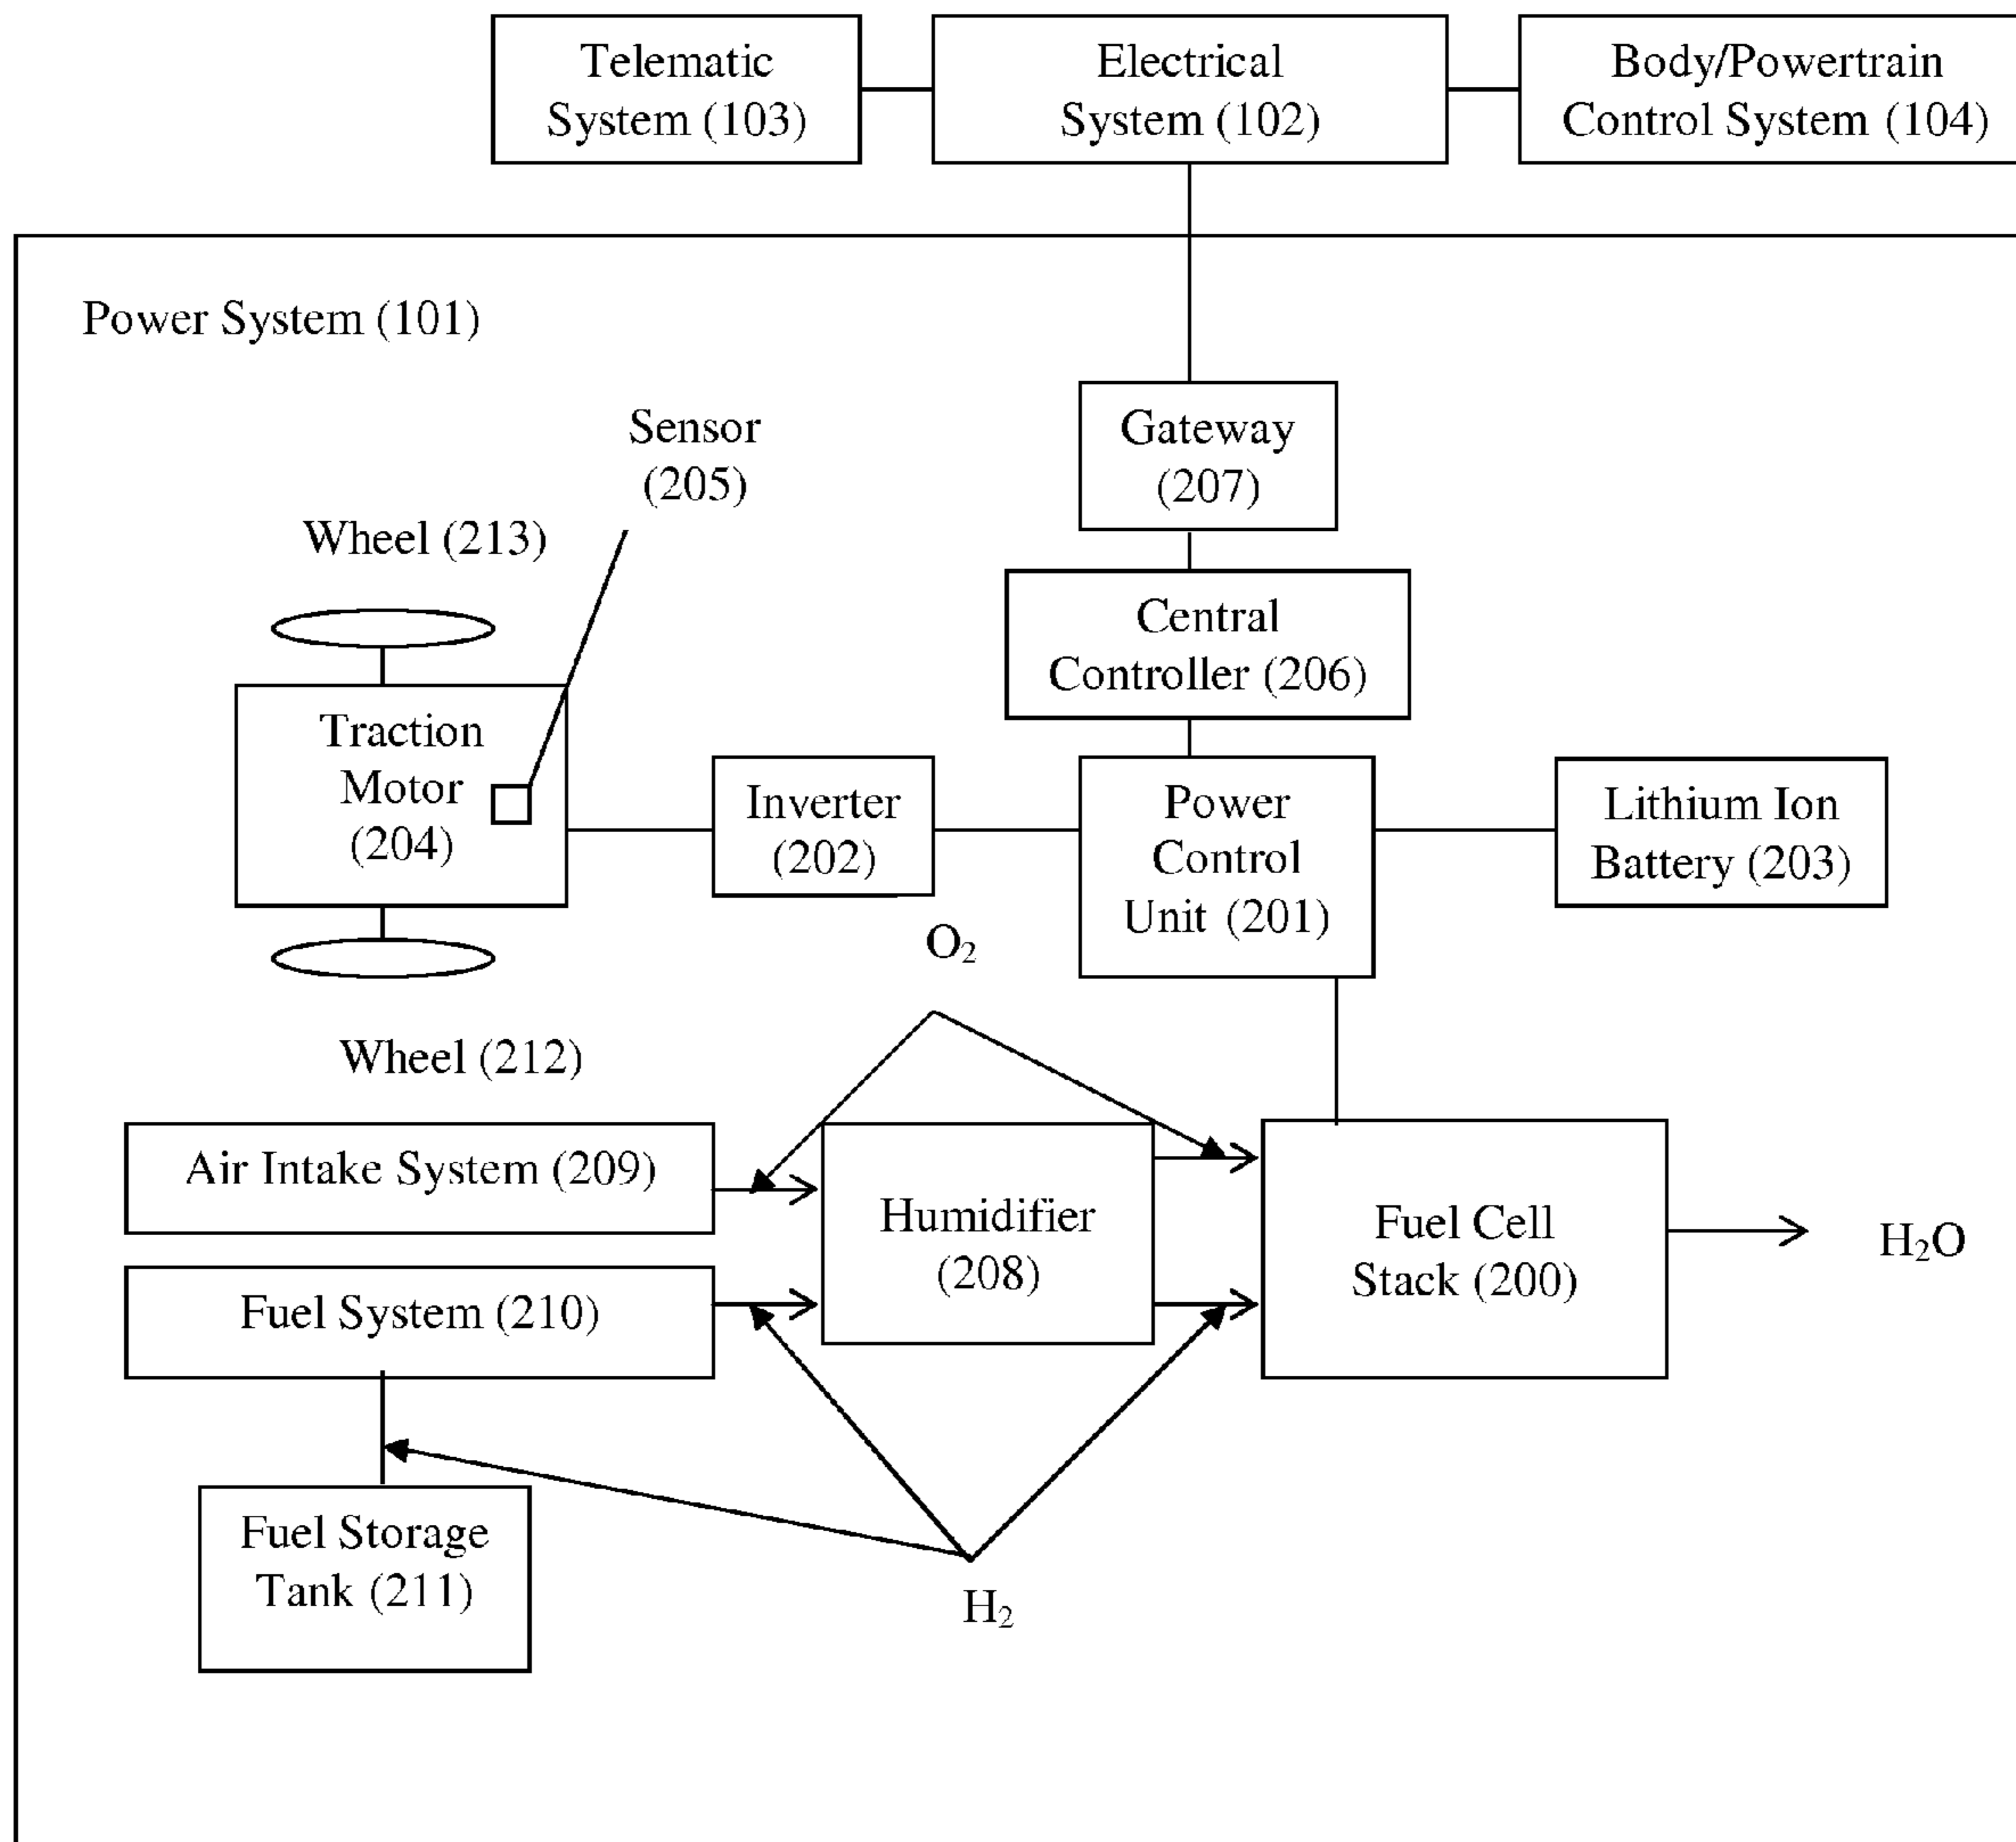 Telematic
System (103)
Electrical
System (102)
Body/Powertrain
Control System (104)
Power System (101)
Sensor
(205)
Gateway
(207)
Wheel (213)
Central
Controller (206)
Traction
Motor
(204)
Inverter
(202)
Power
Control
Unit (201)
Lithium Ion
Battery (203)
O₂
Wheel (212)
Air Intake System (209)
Humidifier
(208)
Fuel Cell
Stack (200)
H₂O
Fuel System (210)
Fuel Storage
Tank (211)
H₂